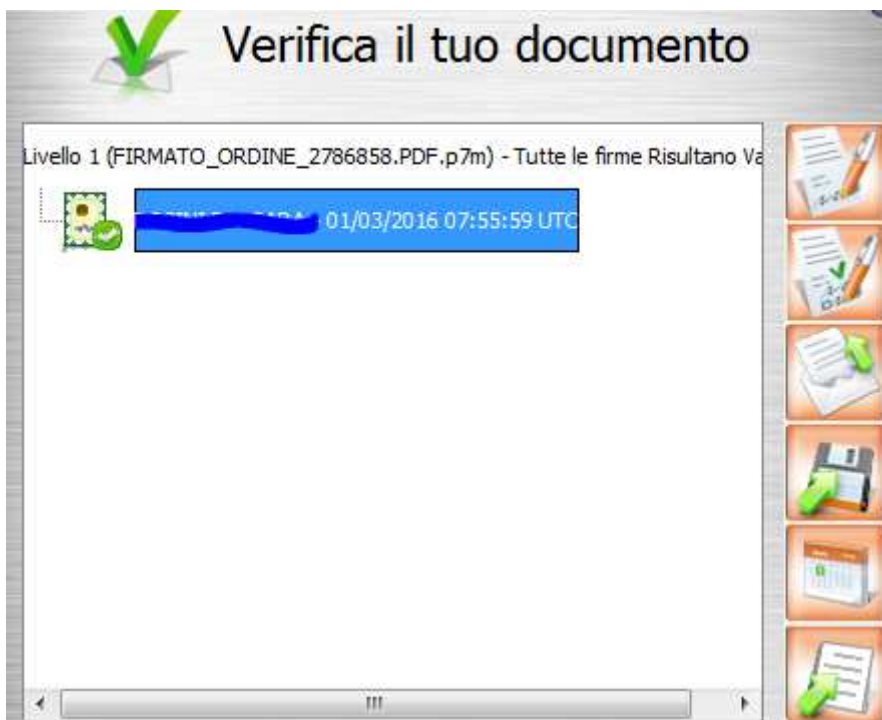 Verifica il tuo documento
Livello 1 (FIRMATO_ORDINE_2786858.PDF.p7m) - Tutte le firme Risultano Va
01/03/2016 07:55:59 UTC